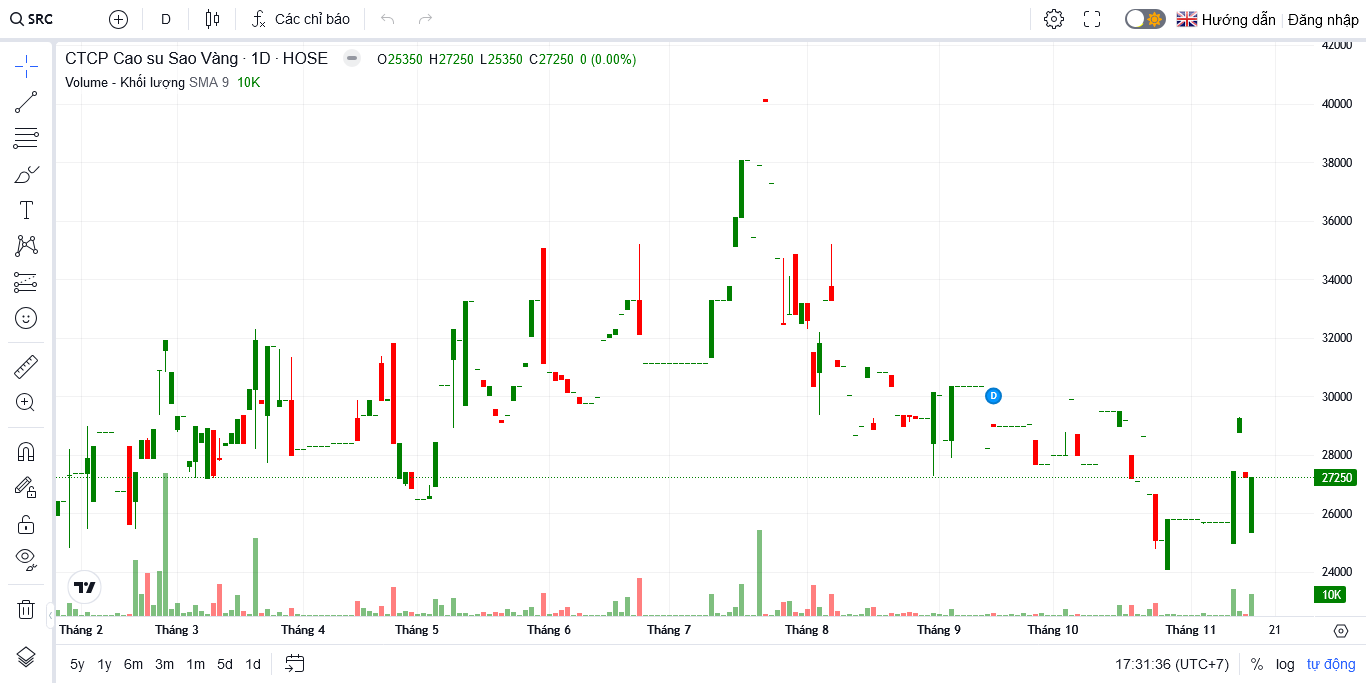 SRC D Các chỉ báo Hướng dẫn Đăng nhập
CTCP Cao su Sao Vàng · 1D · HOSE O25350 H27250 L25350 C27250 0 (0.00%)
Volume - Khối lượng SMA 9 10K
42000
40000
38000
36000
34000
32000
30000
D
28000
27250
26000
24000
10K
Tháng 2 Tháng 3 Tháng 4 Tháng 5 Tháng 6 Tháng 7 Tháng 8 Tháng 9 Tháng 10 Tháng 11 21
5y 1y 6m 3m 1m 5d 1d 17:31:36 (UTC+7) % log tự động